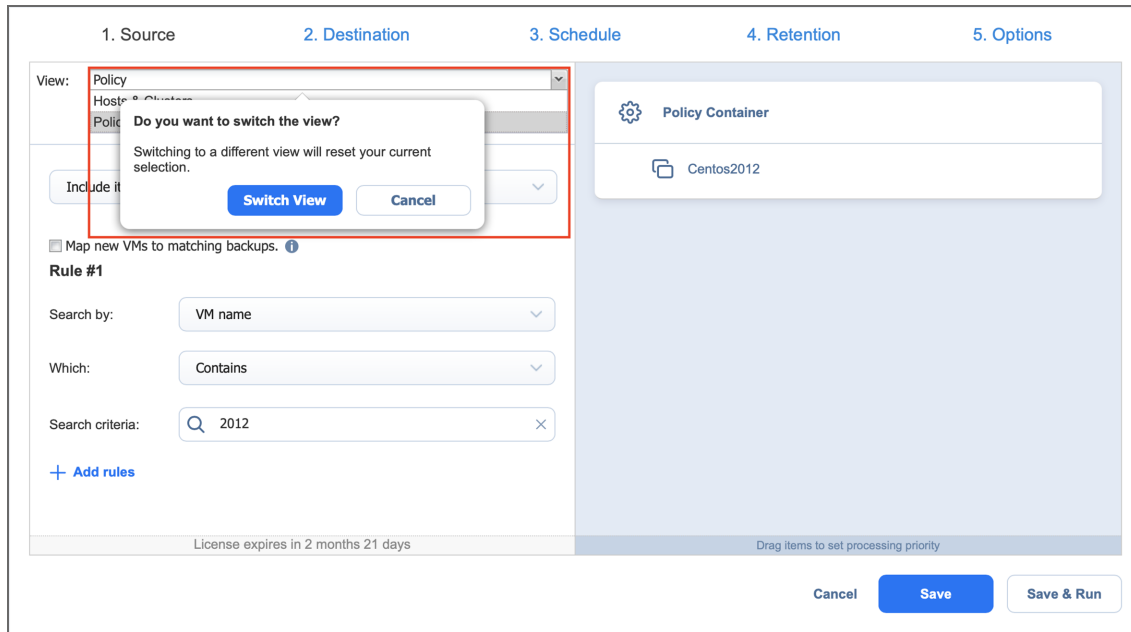 1. Source
2. Destination
3. Schedule
4. Retention
5. Options
View:
Policy
Hosts & Clusters
Do you want to switch the view?
Switching to a different view will reset your current
selection.
Switch View
Cancel
Include
Map new VMs to matching backups.
Rule #1
Search by:
VM name
Which:
Contains
Search criteria:
2012
Add rules
License expires in 2 months 21 days
Policy Container
Centos2012
Drag items to set processing priority
Cancel
Save
Save & Run